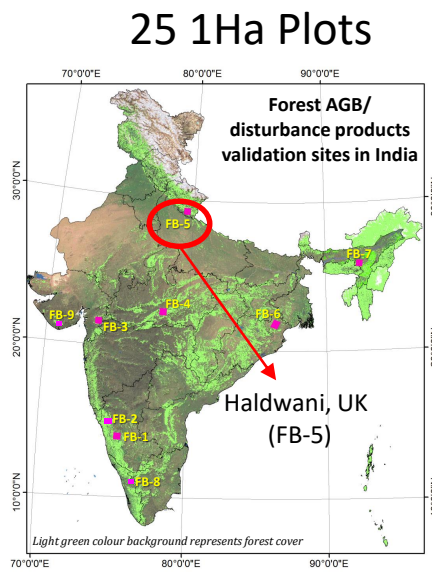 25 1Ha Plots
70°0'0"E
80°0'0"E
90°0'0"E
Forest AGB/
disturbance products
validation sites in India
30°0'0"N
FB-5
FB-7
20°0'0"N
FB-9
FB-3
FB-4
FB-6
Haldwani, UK
(FB-5)
FB-2
FB-1
FB-8
10°0'0"N
Light green colour background represents forest cover
70°0'0"E
80°0'0"E
90°0'0"E